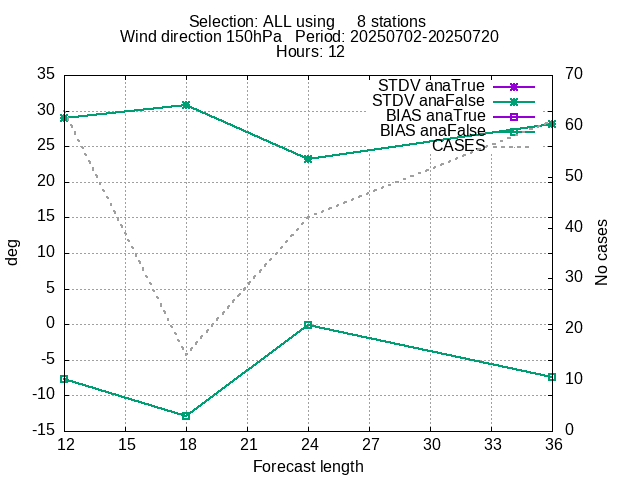 Selection: ALL using     8 stations
Wind direction 150hPa   Period: 20250702-20250720
Hours: 12
35
30
25
20
15
10
5
0
-5
-10
-15
deg
70
60
50
40
30
20
10
0
No cases
STDV anaTrue
STDV anaFalse
BIAS anaTrue
BIAS anaFalse
CASES
12 15 18 21 24 27 30 33 36
Forecast length